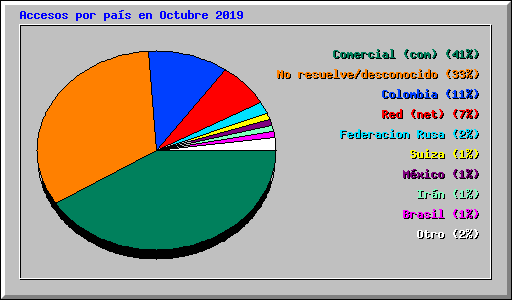 Accesos por país en Octubre 2019
Comercial (com) (41%)
No resuelve/desconocido (33%)
Colombia (11%)
Red (net) (7%)
Federacion Rusa (2%)
Suiza (1%)
México (1%)
Irán (1%)
Brasil (1%)
Otro (2%)